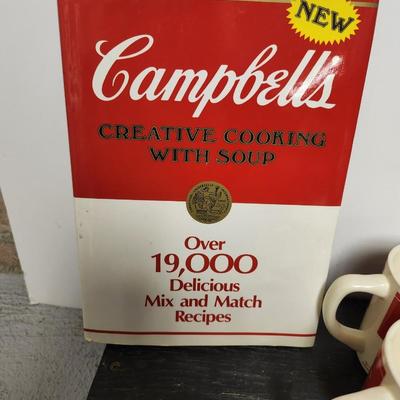 NEW
Campbell's
CREATIVE COOKING
WITH SOUP
Over
19,000
Delicious
Mix and Match
Recipes